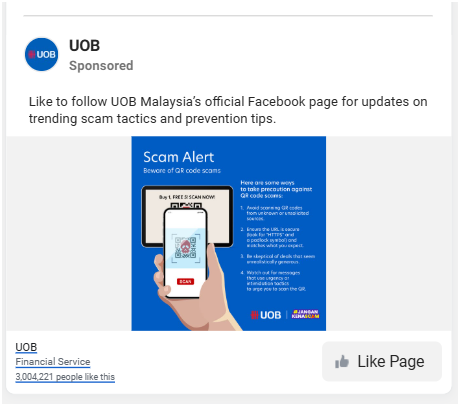 UOB
UOB
Sponsored
Like to follow UOB Malaysia's official Facebook page for updates on
trending scam tactics and prevention tips.
Scam Alert
Beware of QR code scams
Buy 1, FREE 3! SCAN NOW!
SCAN
Here are some ways
to take precaution against
QR code scams:
1. Avoid scanning QR codes
from unknown or unsolicited
sources.
2. Ensure the URL is secure
(look for "HTTPS" and
a padlock symbol) and
matches what you expect.
3. Be skeptical of deals that seem
unrealistically generous.
4. Watch out for messages
that use urgency or
intimidation tactics
to urge you to scan the QR.
UOB
#JANGAN
KENASCAM
UOB
Financial Service
3,004,221 people like this
Like Page